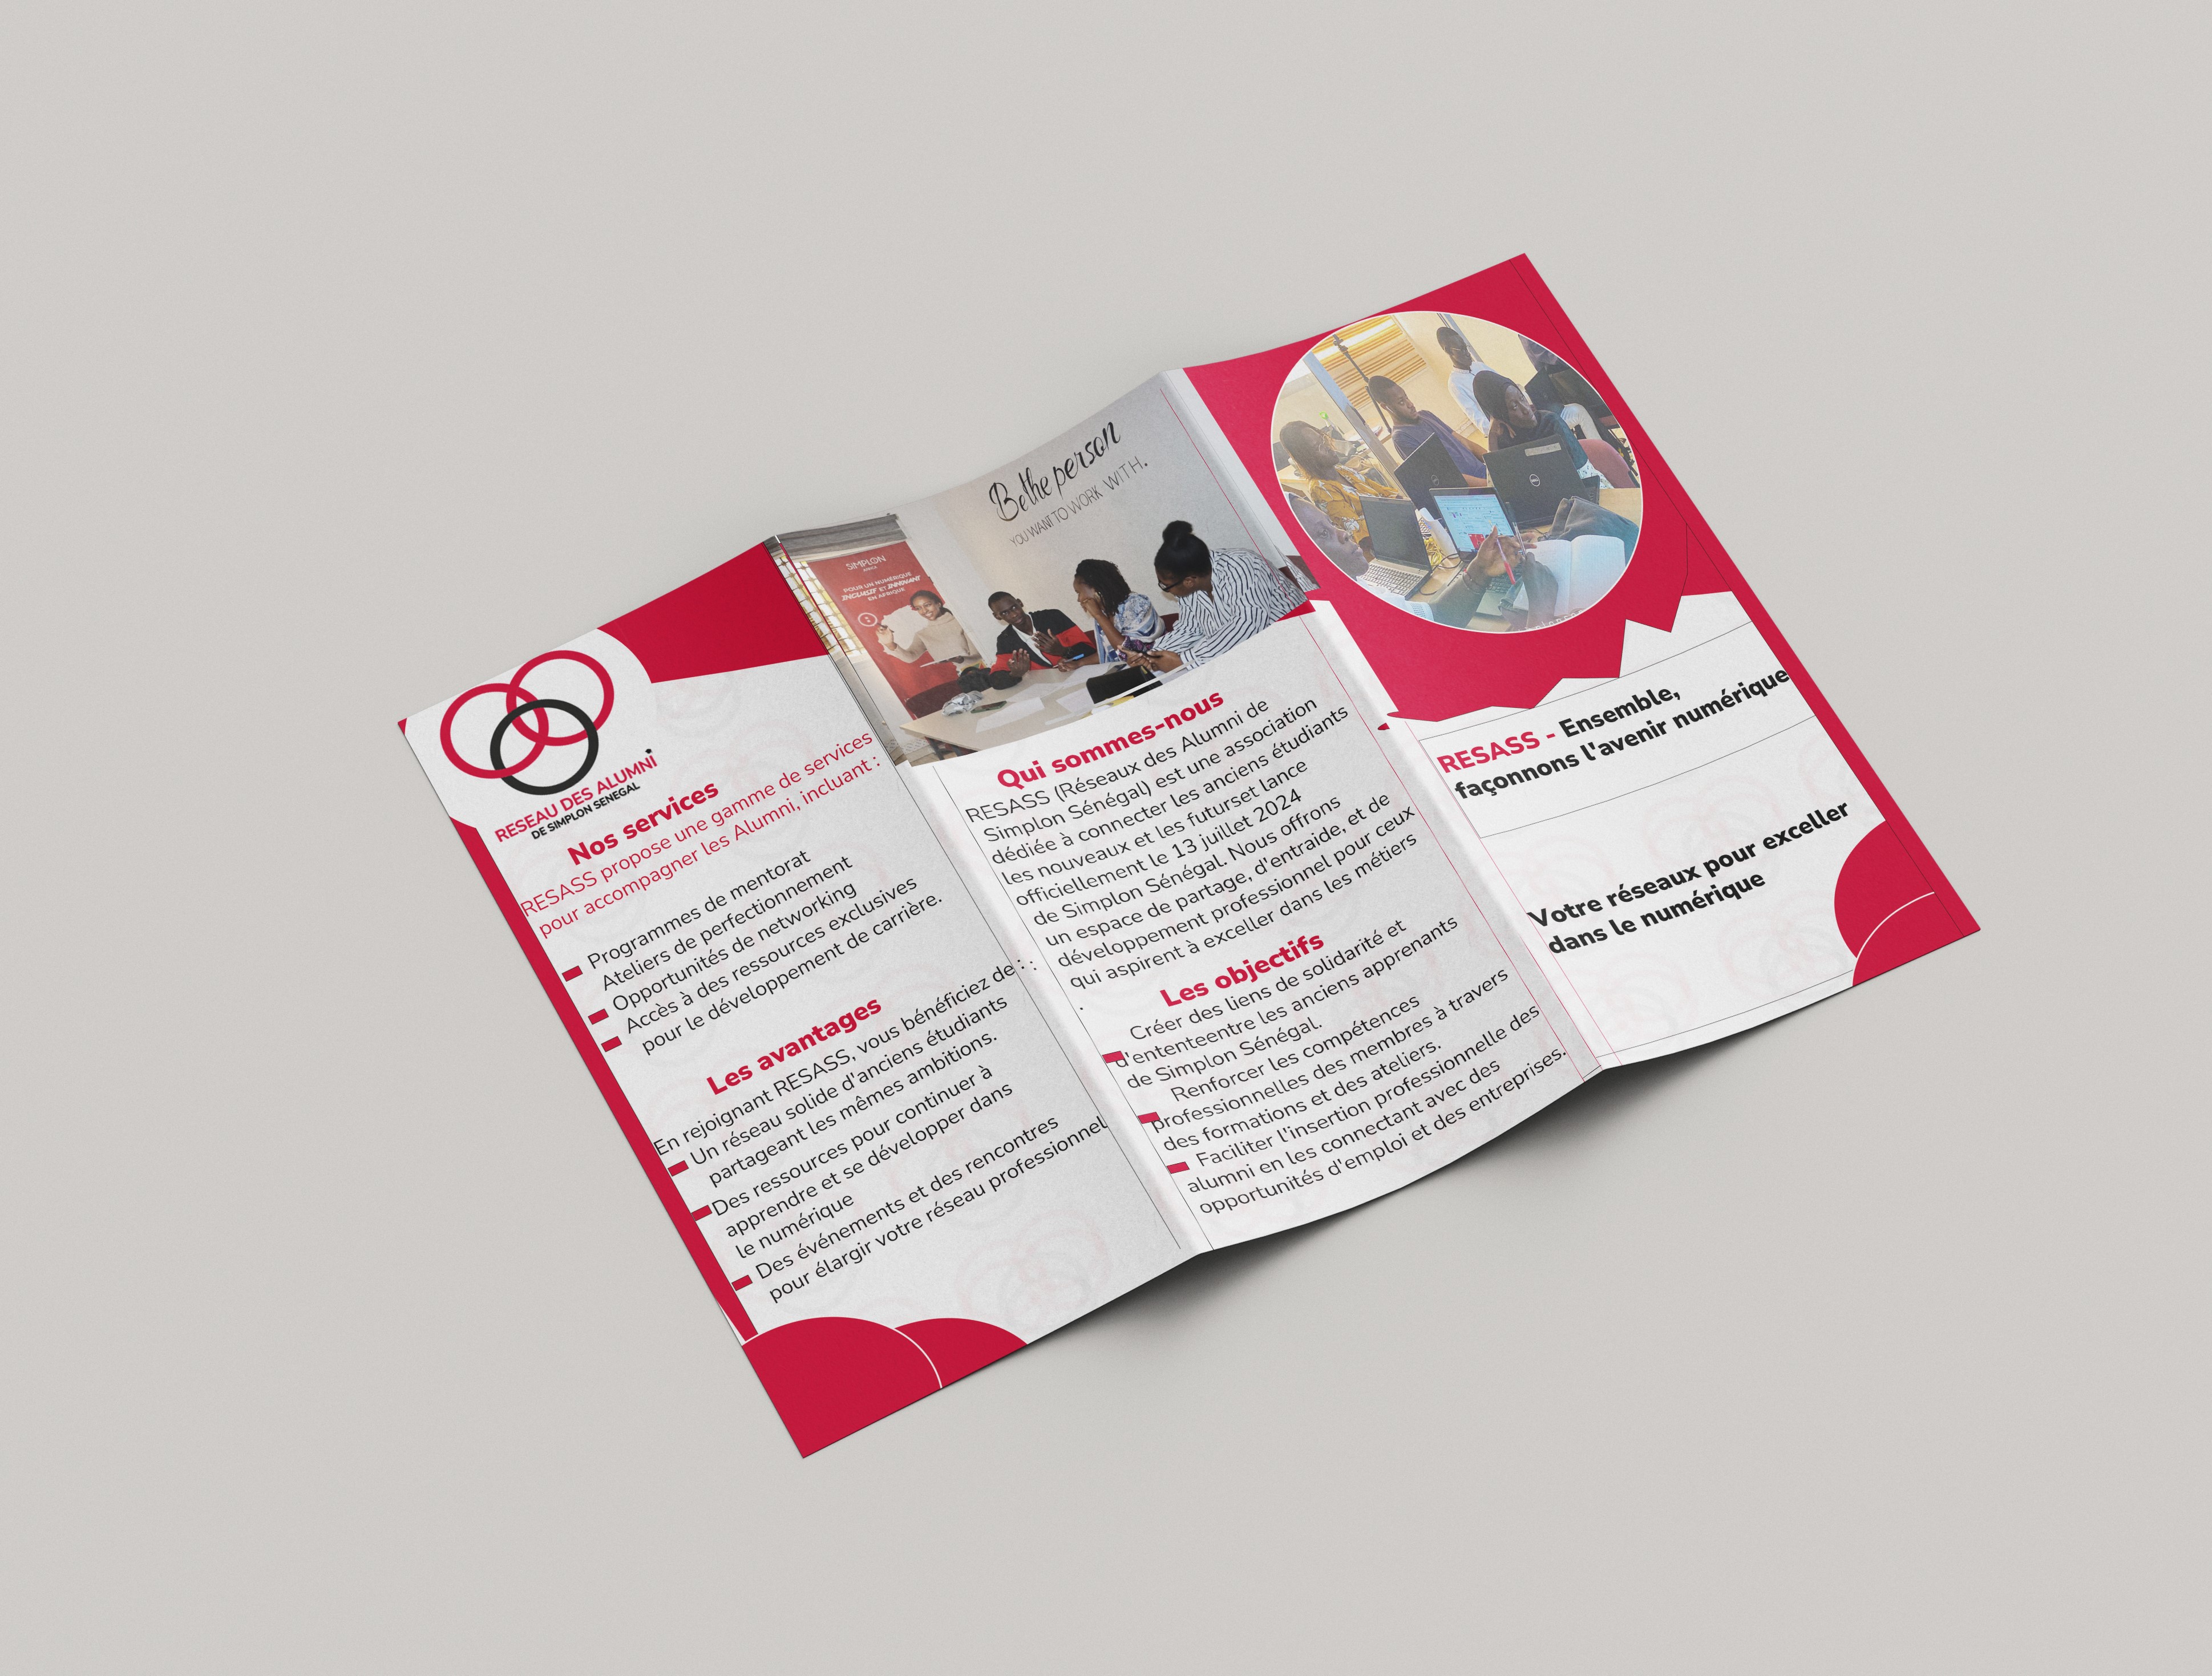 RESEAU DES ALUMNI
DE SIMPLON SENEGAL
Nos services
RESASS propose une gamme de services
pour accompagner les Alumni, incluant :
Programmes de mentorat
Ateliers de perfectionnement
Opportunités de networking
Accès à des ressources exclusives
pour le développement de carrière.
Les avantages
En rejoignant RESASS, vous bénéficiez de : :
Un réseau solide d'anciens étudiants
partageant les mêmes ambitions.
Des ressources pour continuer à
apprendre et se développer dans
le numérique
Des événements et des rencontres
pour élargir votre réseau professionnel
Be the person
YOU WANT TO WORK WITH.
SIMPLON
AFRICA
POUR UN NUMÉRIQUE
INCLUSIF ET INNOVANT
EN AFRIQUE
Qui sommes-nous
RESASS (Réseaux des Alumni de
Simplon Sénégal) est une association
dédiée à connecter les anciens étudiants
les nouveaux et les futurset lance
officiellement le 13 juillet 2024
de Simplon Sénégal. Nous offrons
un espace de partage, d'entraide, et de
développement professionnel pour ceux
qui aspirent à exceller dans les métiers
.
Les objectifs
Créer des liens de solidarité et
d'ententeentre les anciens apprenants
de Simplon Sénégal.
Renforcer les compétences
professionnelles des membres à travers
des formations et des ateliers.
Faciliter l'insertion professionnelle des
alumni en les connectant avec des
opportunités d'emploi et des entreprises.
DELL
RESASS - Ensemble,
façonnons l'avenir numérique
Votre réseaux pour exceller
dans le numérique